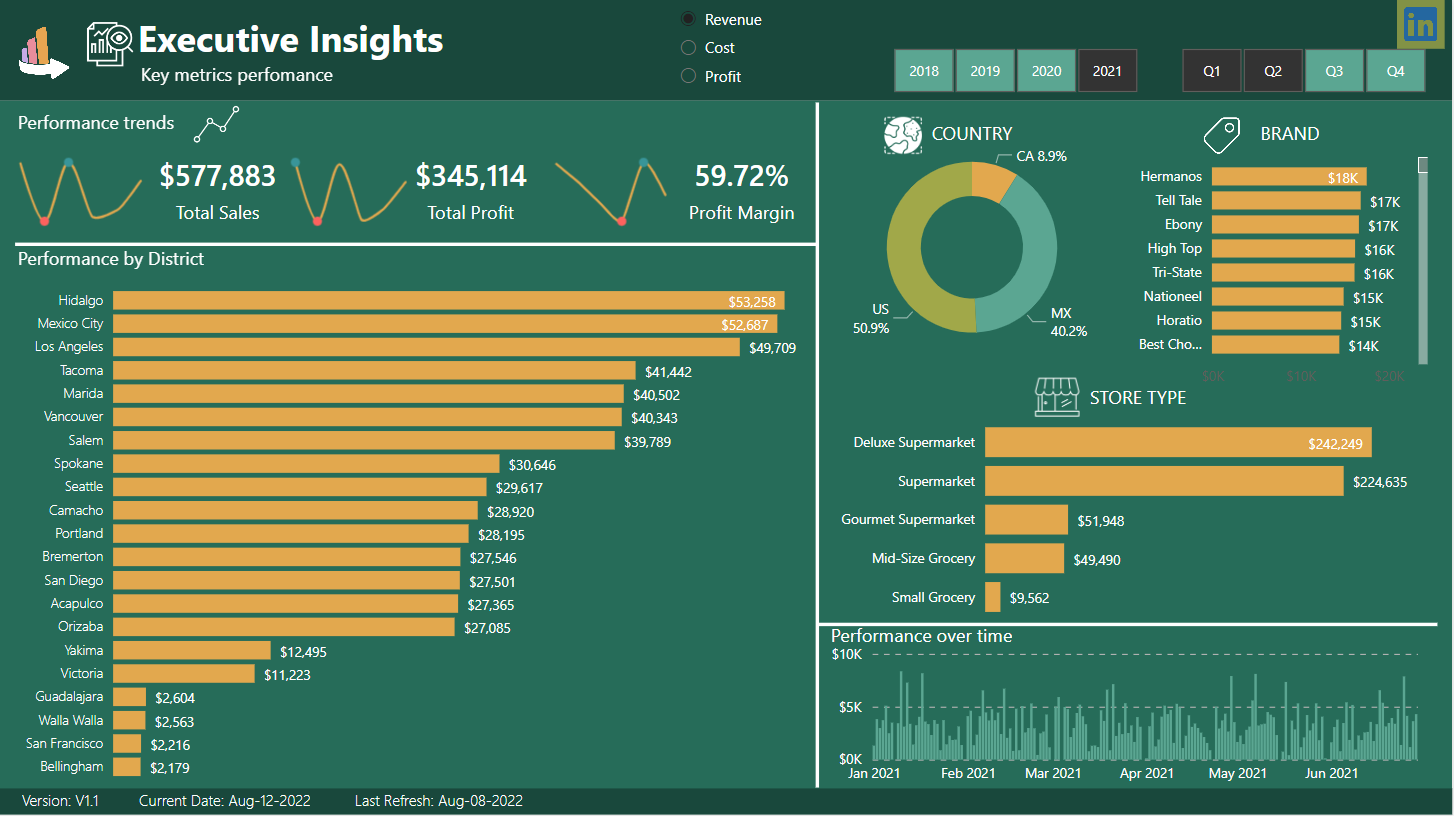 Executive Insights
Key metrics perfomance
Revenue
Cost
Profit
2018 2019 2020 2021
Q1 Q2 Q3 Q4
in
Performance trends
$577,883
Total Sales
$345,114
Total Profit
59.72%
Profit Margin
Performance by District
Hidalgo $53,258
Mexico City $52,687
Los Angeles $49,709
Tacoma $41,442
Marida $40,502
Vancouver $40,343
Salem $39,789
Spokane $30,646
Seattle $29,617
Camacho $28,920
Portland $28,195
Bremerton $27,546
San Diego $27,501
Acapulco $27,365
Orizaba $27,085
Yakima $12,495
Victoria $11,223
Guadalajara $2,604
Walla Walla $2,563
San Francisco $2,216
Bellingham $2,179
COUNTRY
CA 8.9%
US
50.9%
MX
40.2%
BRAND
Hermanos $18K
Tell Tale $17K
Ebony $17K
High Top $16K
Tri-State $16K
Nationeel $15K
Horatio $15K
Best Cho... $14K
$0K $10K $20K
STORE TYPE
Deluxe Supermarket $242,249
Supermarket $224,635
Gourmet Supermarket $51,948
Mid-Size Grocery $49,490
Small Grocery $9,562
Performance over time
$10K
$5K
$0K
Jan 2021 Feb 2021 Mar 2021 Apr 2021 May 2021 Jun 2021
Version: V1.1 Current Date: Aug-12-2022 Last Refresh: Aug-08-2022